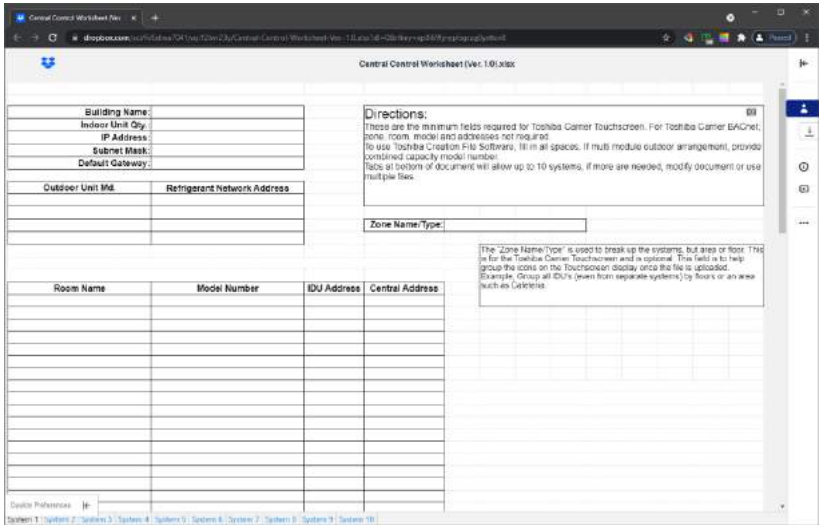 Central Control Worksheet (Ver.
dropbox.com
Central Control Worksheet (Ver. 1.0).xlsx
Building Name:
Indoor Unit Qty.:
IP Address:
Subnet Mask:
Default Gateway:
Directions:
These are the minimum fields required for Toshiba Carrier Touchscreen. For Toshiba Carrier BACnet,
zone, room, model and addresses not required.
To use Toshiba Creation File Software, fill in all spaces. If multi module outdoor arrangement, provide
combined capacity model number.
Tabs at bottom of document will allow up to 10 systems, if more are needed, modify document or use
multiple files.
Outdoor Unit Md.
Refrigerant Network Address
Zone Name/Type:
The "Zone Name/Type" is used to break up the systems, but area or floor. This
is for the Toshiba Carrier Touchscreen and is optional. This field is to help
group the icons on the Touchscreen display once the file is uploaded.
Example, Group all IDU's (even from separate systems) by floors or an area
such as Cafeteria.
Room Name
Model Number
IDU Address
Central Address
Cookie Preferences
System 1 System 2 System 3 System 4 System 5 System 6 System 7 System 8 System 9 System 10